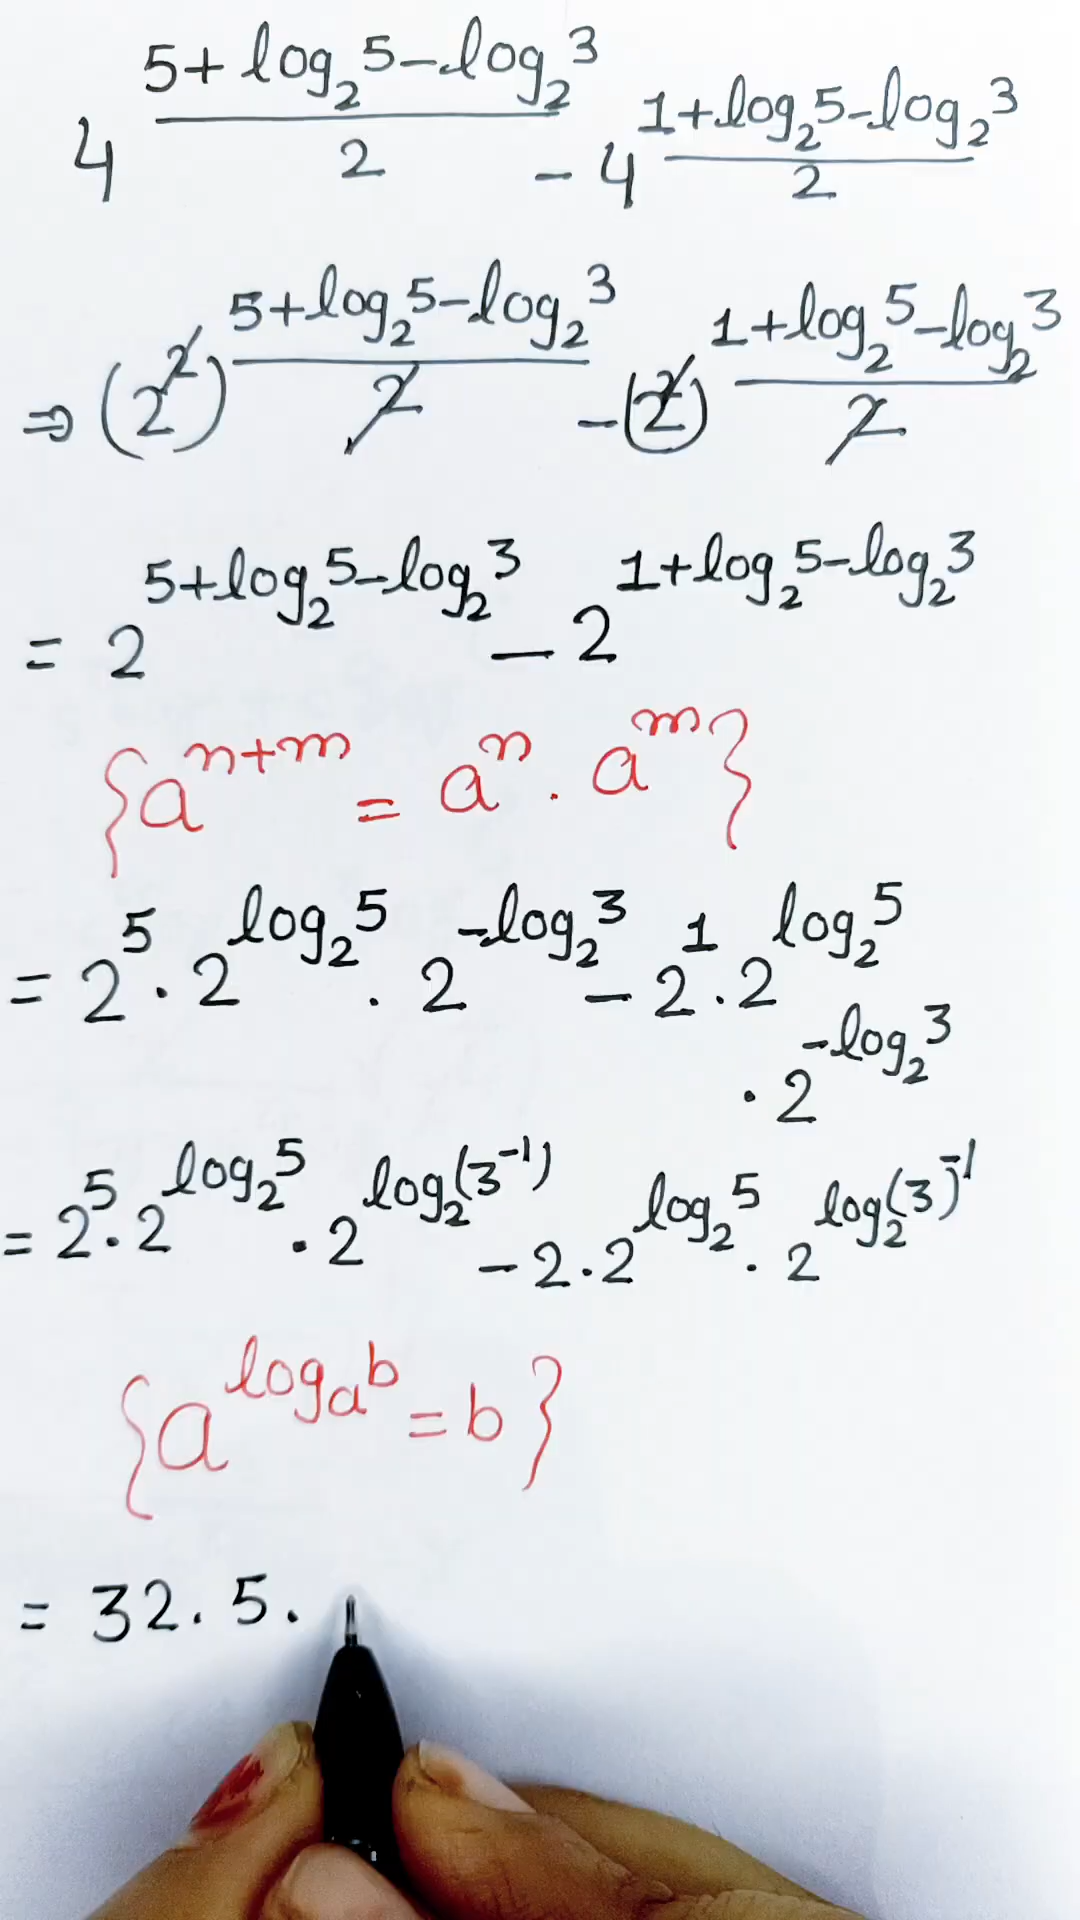 4^((5+log₂5-log₂3)/2) - 4^((1+log₂5-log₂3)/2)
⇒ (2²)^((5+log₂5-log₂3)/2) - (2²)^((1+log₂5-log₂3)/2)
= 2^(5+log₂5-log₂3) - 2^(1+log₂5-log₂3)
{a^(n+m) = a^n . a^m}
= 2^5 . 2^(log₂5) . 2^(-log₂3) - 2^1 . 2^(log₂5)
. 2^(-log₂3)
= 2^5 . 2^(log₂5) . 2^(log₂(3^-1)) - 2 . 2^(log₂5) . 2^(log₂(3)^-1)
{a^(log_a b) = b}
= 32 . 5 .